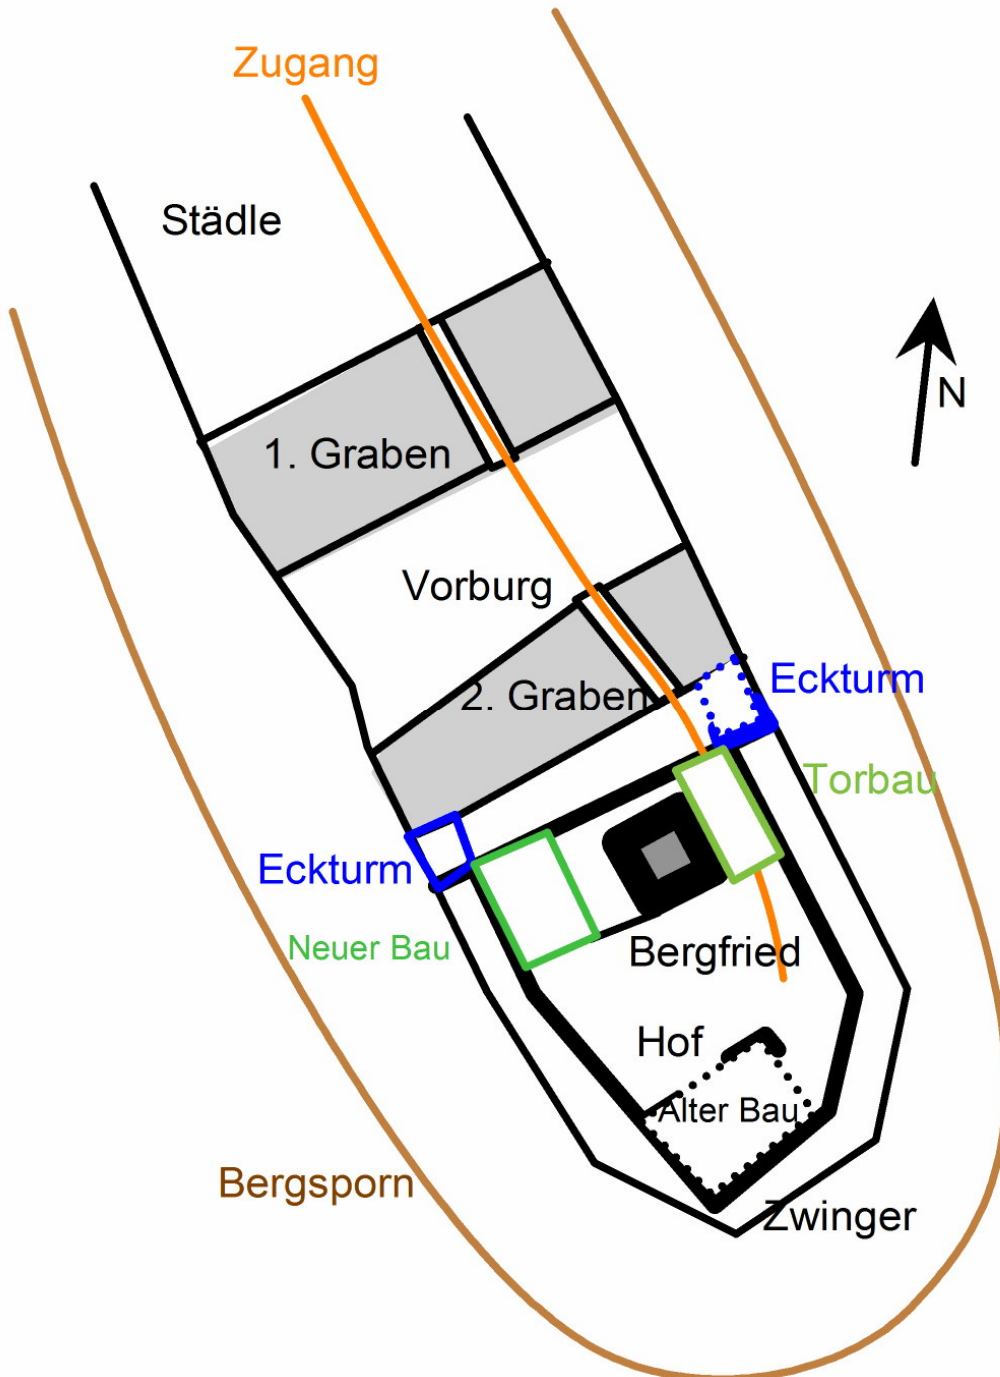 Zugang
Städle
N
1. Graben
Vorburg
Eckturm
2. Graben
Torbau
Eckturm
Neuer Bau
Bergfried
Hof
Alter Bau
Bergsporn
Zwinger